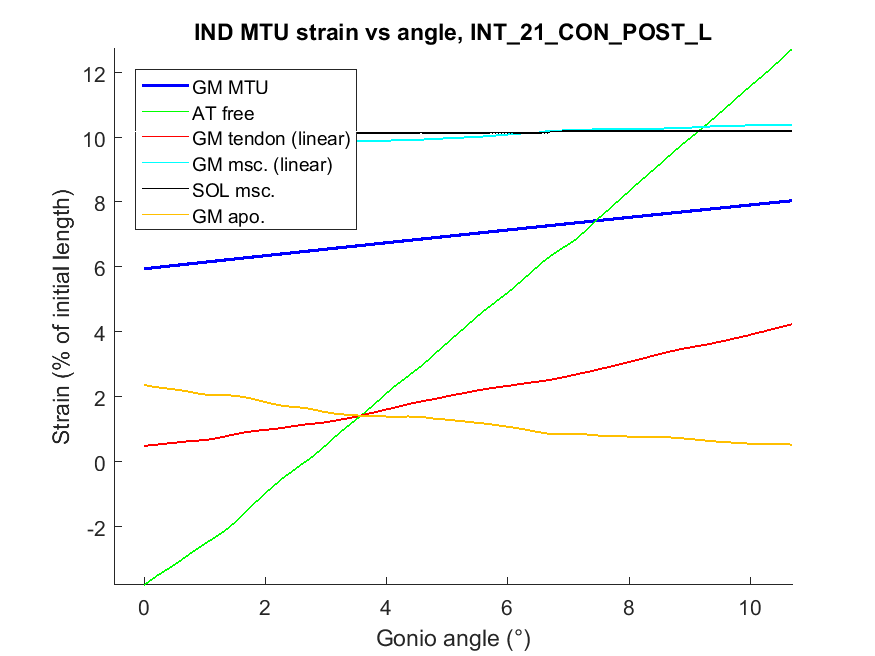 IND MTU strain vs angle, INT_21_CON_POST_L
12
10
8
6
4
2
0
-2
Strain (% of initial length)
GM MTU
AT free
GM tendon (linear)
GM msc. (linear)
SOL msc.
GM apo.
0 2 4 6 8 10
Gonio angle (°)